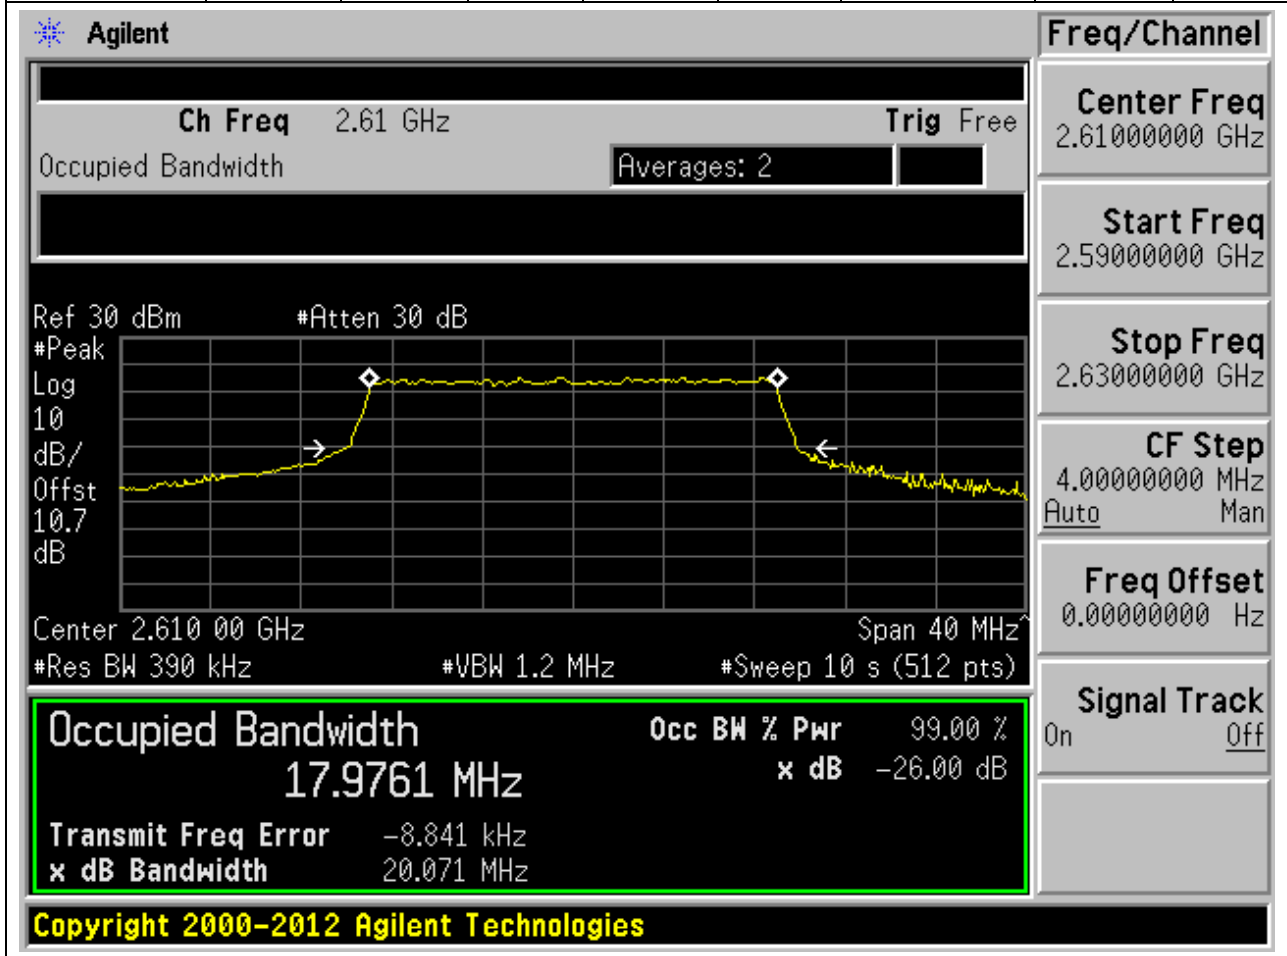 Agilent
Freq/Channel
Ch Freq 2.61 GHz Trig Free
Occupied Bandwidth Averages: 2
Center Freq
2.61000000 GHz
Start Freq
2.59000000 GHz
Stop Freq
2.63000000 GHz
CF Step
4.00000000 MHz
Auto Man
Freq Offset
0.00000000 Hz
Signal Track
On Off
Ref 30 dBm #Atten 30 dB
#Peak
Log
10
dB/
Offst
10.7
dB
Center 2.610 00 GHz Span 40 MHz^
#Res BW 390 kHz #VBW 1.2 MHz #Sweep 10 s (512 pts)
Occupied Bandwidth Occ BW % Pwr 99.00 %
17.9761 MHz x dB -26.00 dB
Transmit Freq Error -8.841 kHz
x dB Bandwidth 20.071 MHz
Copyright 2000-2012 Agilent Technologies